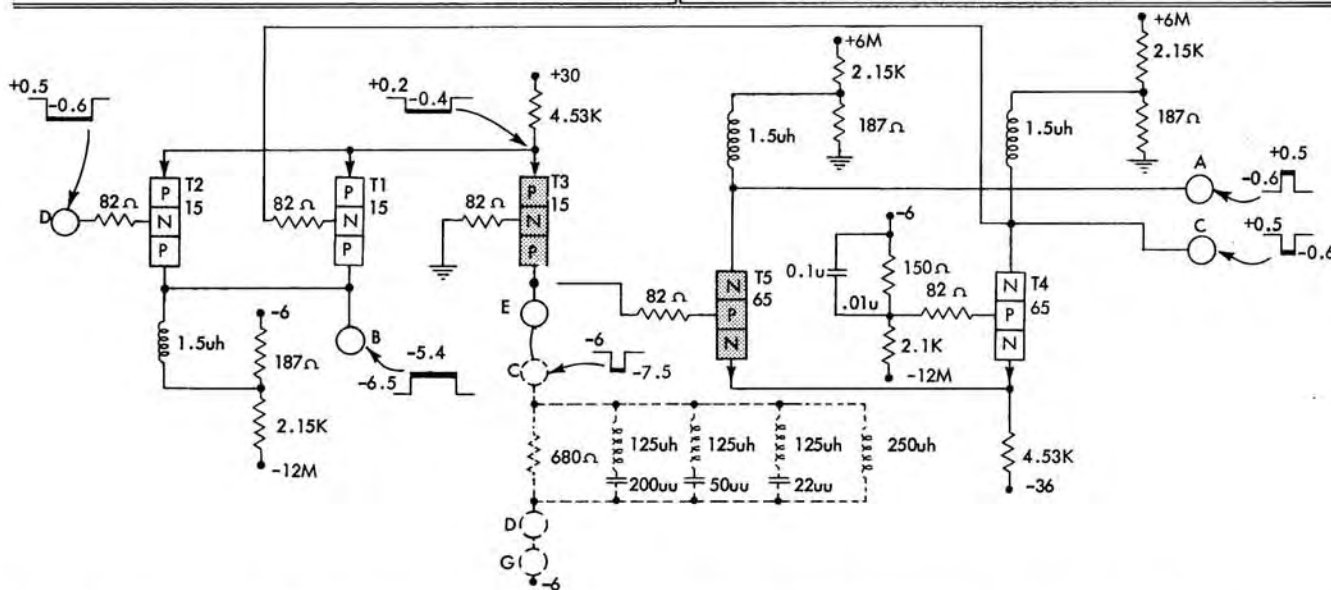 +6M
2.15K
187Ω
1.5uh
+6M
2.15K
187Ω
1.5uh
+30
4.53K
+0.5
-0.6
+0.2
-0.4
D
82Ω
P
N
P
T2
15
82Ω
P
N
P
T1
15
82Ω
P
N
P
T3
15
A
+0.5
-0.6
C
+0.5
-0.6
1.5uh
-6
187Ω
2.15K
-12M
B
-5.4
-6.5
E
C
-6
-7.5
82Ω
N
P
N
T5
65
0.1u
.01u
-6
150Ω
82Ω
2.1K
-12M
N
P
N
T4
65
4.53K
-36
680Ω
125uh
200uu
125uh
50uu
125uh
22uu
250uh
D
G
-6